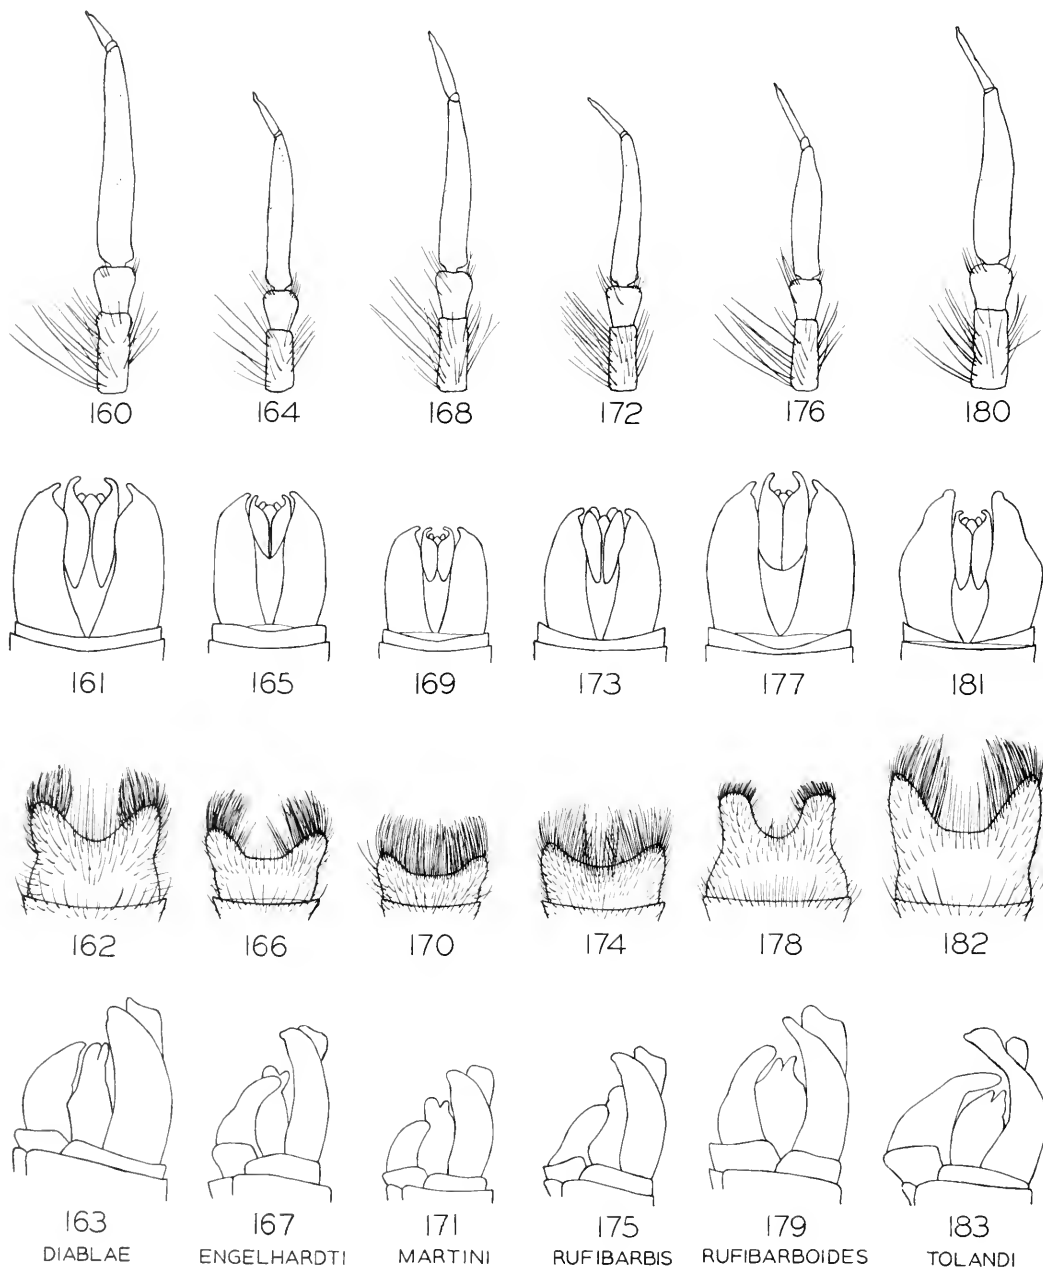 160 164 168 172 176 180
161 165 169 173 177 181
162 166 170 174 178 182
163 167 171 175 179 183
DIABLAE ENGELHARDTI MARTINI RUFIBARBIS RUFIBARBOIDES TOLANDI